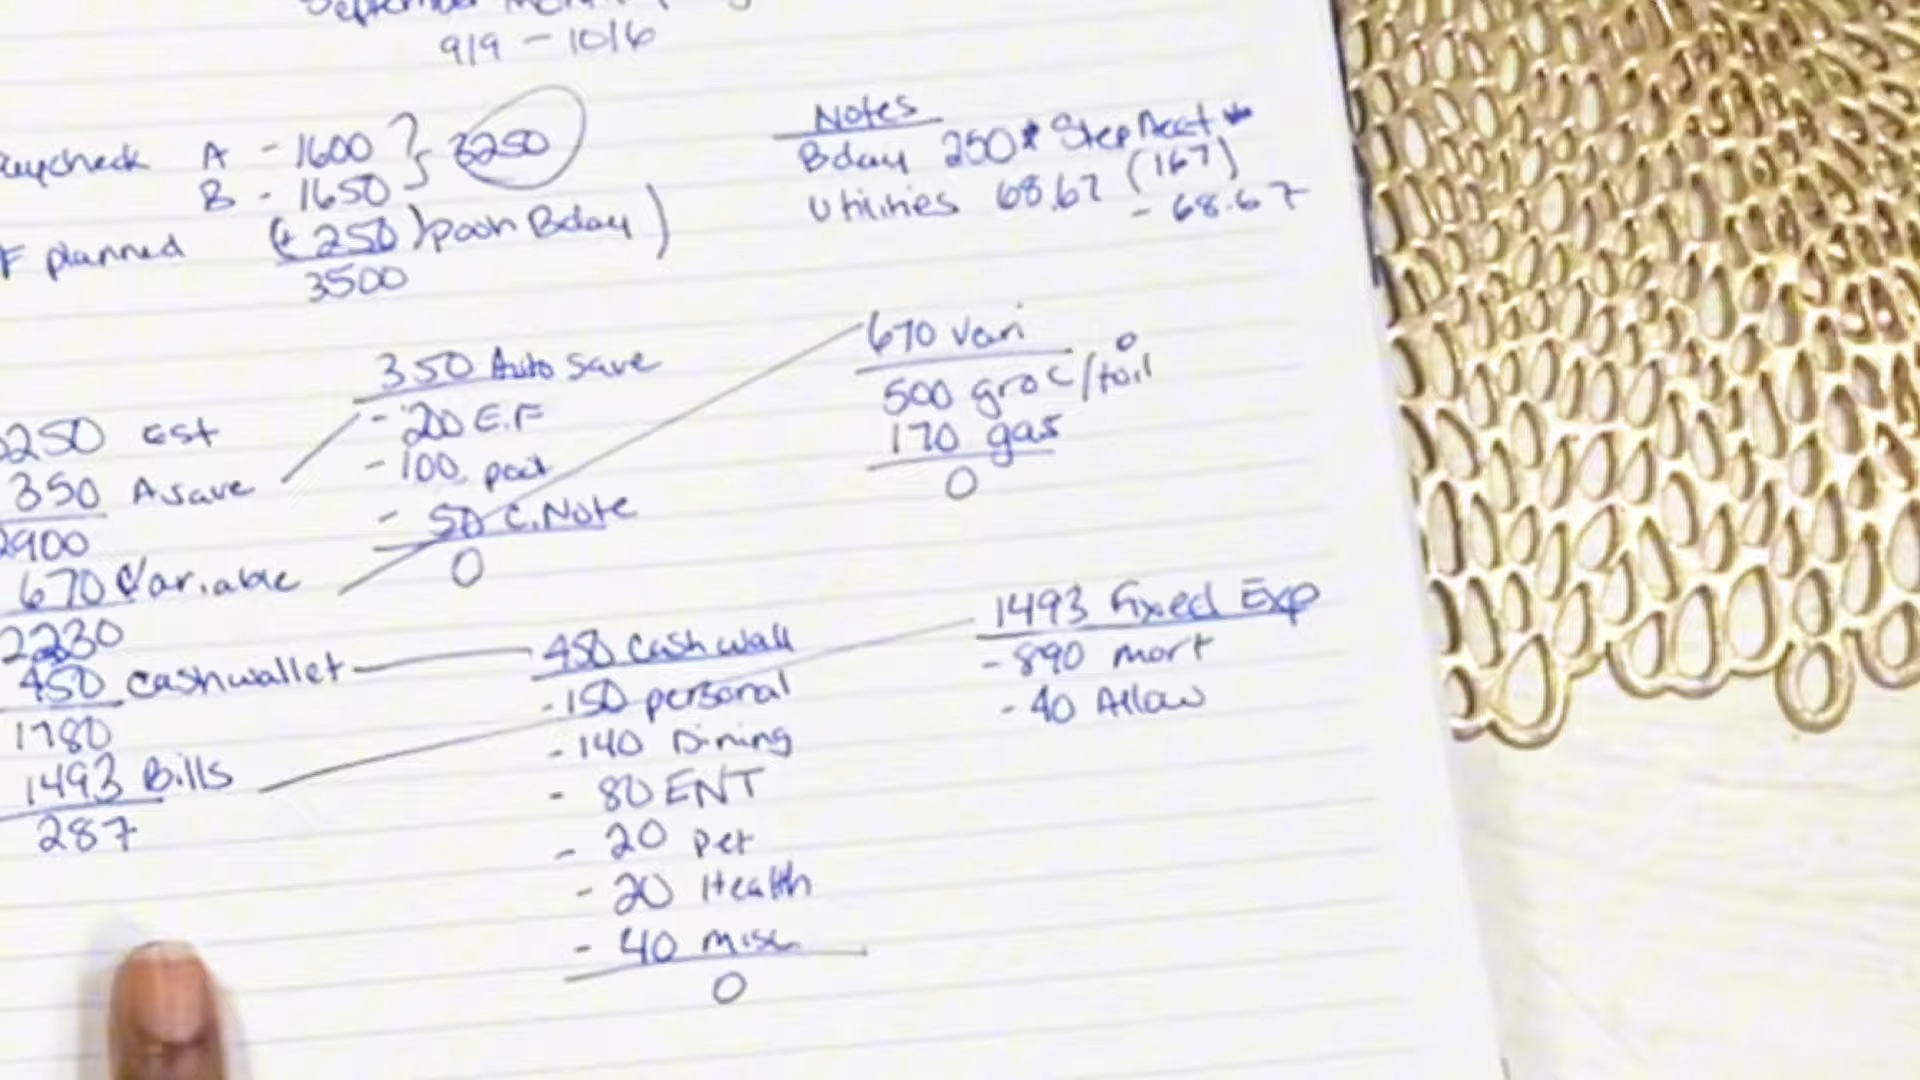 September
9/9 - 10/6
Paycheck A - 1600 } 3250
B - 1650
F planned (+ 250) Bday)
3500
Notes
Bday 250 * Step Acct
Utilities 68.67 (167)
- 68.67
3250 Est
350 Asave
2900
670 Variable
2230
450 cashwallet
1780
1493 Bills
287
350 Auto save
- 200 E.F
- 100
- 50 C.Note
0
670 Vari
500 groc/toil
170 gas
0
450 cash wall
- 150 personal
- 140 Dining
- 80 ENT
- 20 pet
- 20 Health
- 40 misc
0
1493 Fixed Exp
- 890 mort
- 40 Allow